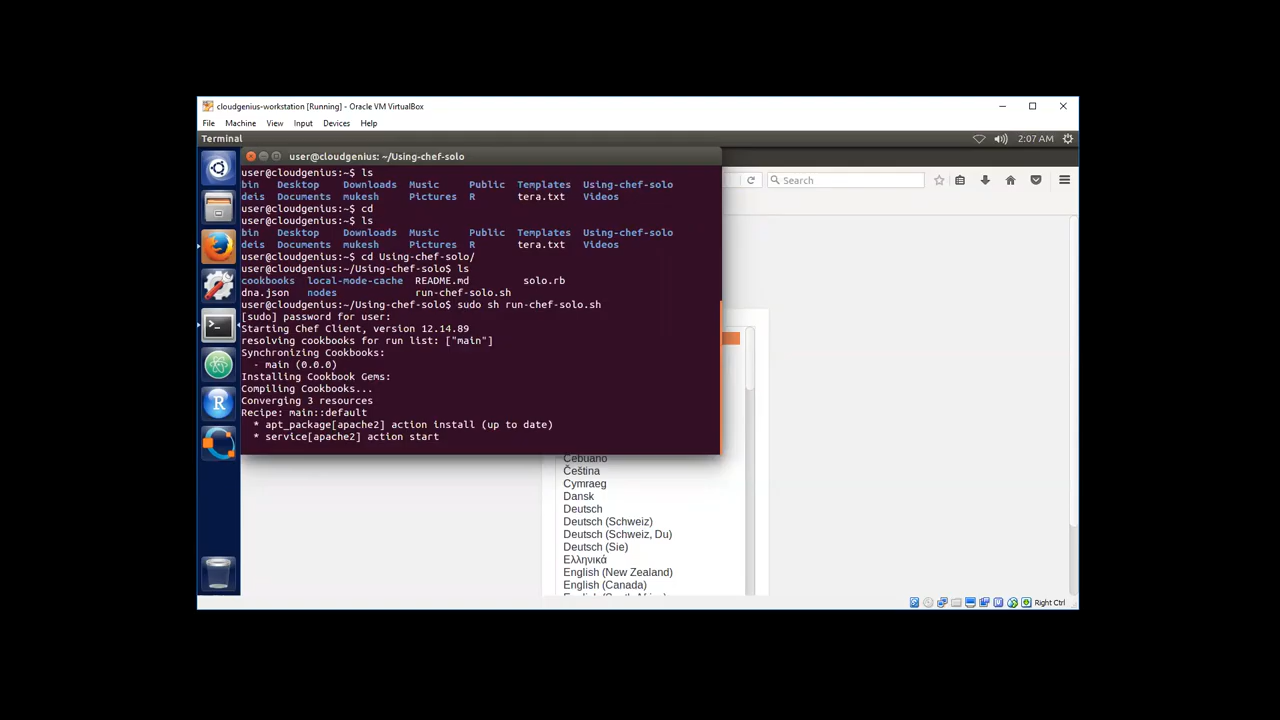 cloudgenius-workstation [Running] - Oracle VM VirtualBox
File Machine View Input Devices Help
Terminal 2:07 AM
user@cloudgenius: ~/Using-chef-solo
Search
user@cloudgenius:~$ ls
bin Desktop Downloads Music Public Templates Using-chef-solo
deis Documents mukesh Pictures R tera.txt Videos
user@cloudgenius:~$ cd
user@cloudgenius:~$ ls
bin Desktop Downloads Music Public Templates Using-chef-solo
deis Documents mukesh Pictures R tera.txt Videos
user@cloudgenius:~$ cd Using-chef-solo/
user@cloudgenius:~/Using-chef-solo$ ls
cookbooks local-mode-cache README.md solo.rb
dna.json nodes run-chef-solo.sh
user@cloudgenius:~/Using-chef-solo$ sudo sh run-chef-solo.sh
[sudo] password for user:
Starting Chef Client, version 12.14.89
resolving cookbooks for run list: ["main"]
Synchronizing Cookbooks:
- main (0.0.0)
Installing Cookbook Gems:
Compiling Cookbooks...
Converging 3 resources
Recipe: main::default
* apt_package[apache2] action install (up to date)
* service[apache2] action start
Cebuano
Čeština
Cymraeg
Dansk
Deutsch
Deutsch (Schweiz)
Deutsch (Schweiz, Du)
Deutsch (Sie)
Ελληνικά
English (New Zealand)
English (Canada)
Right Ctrl